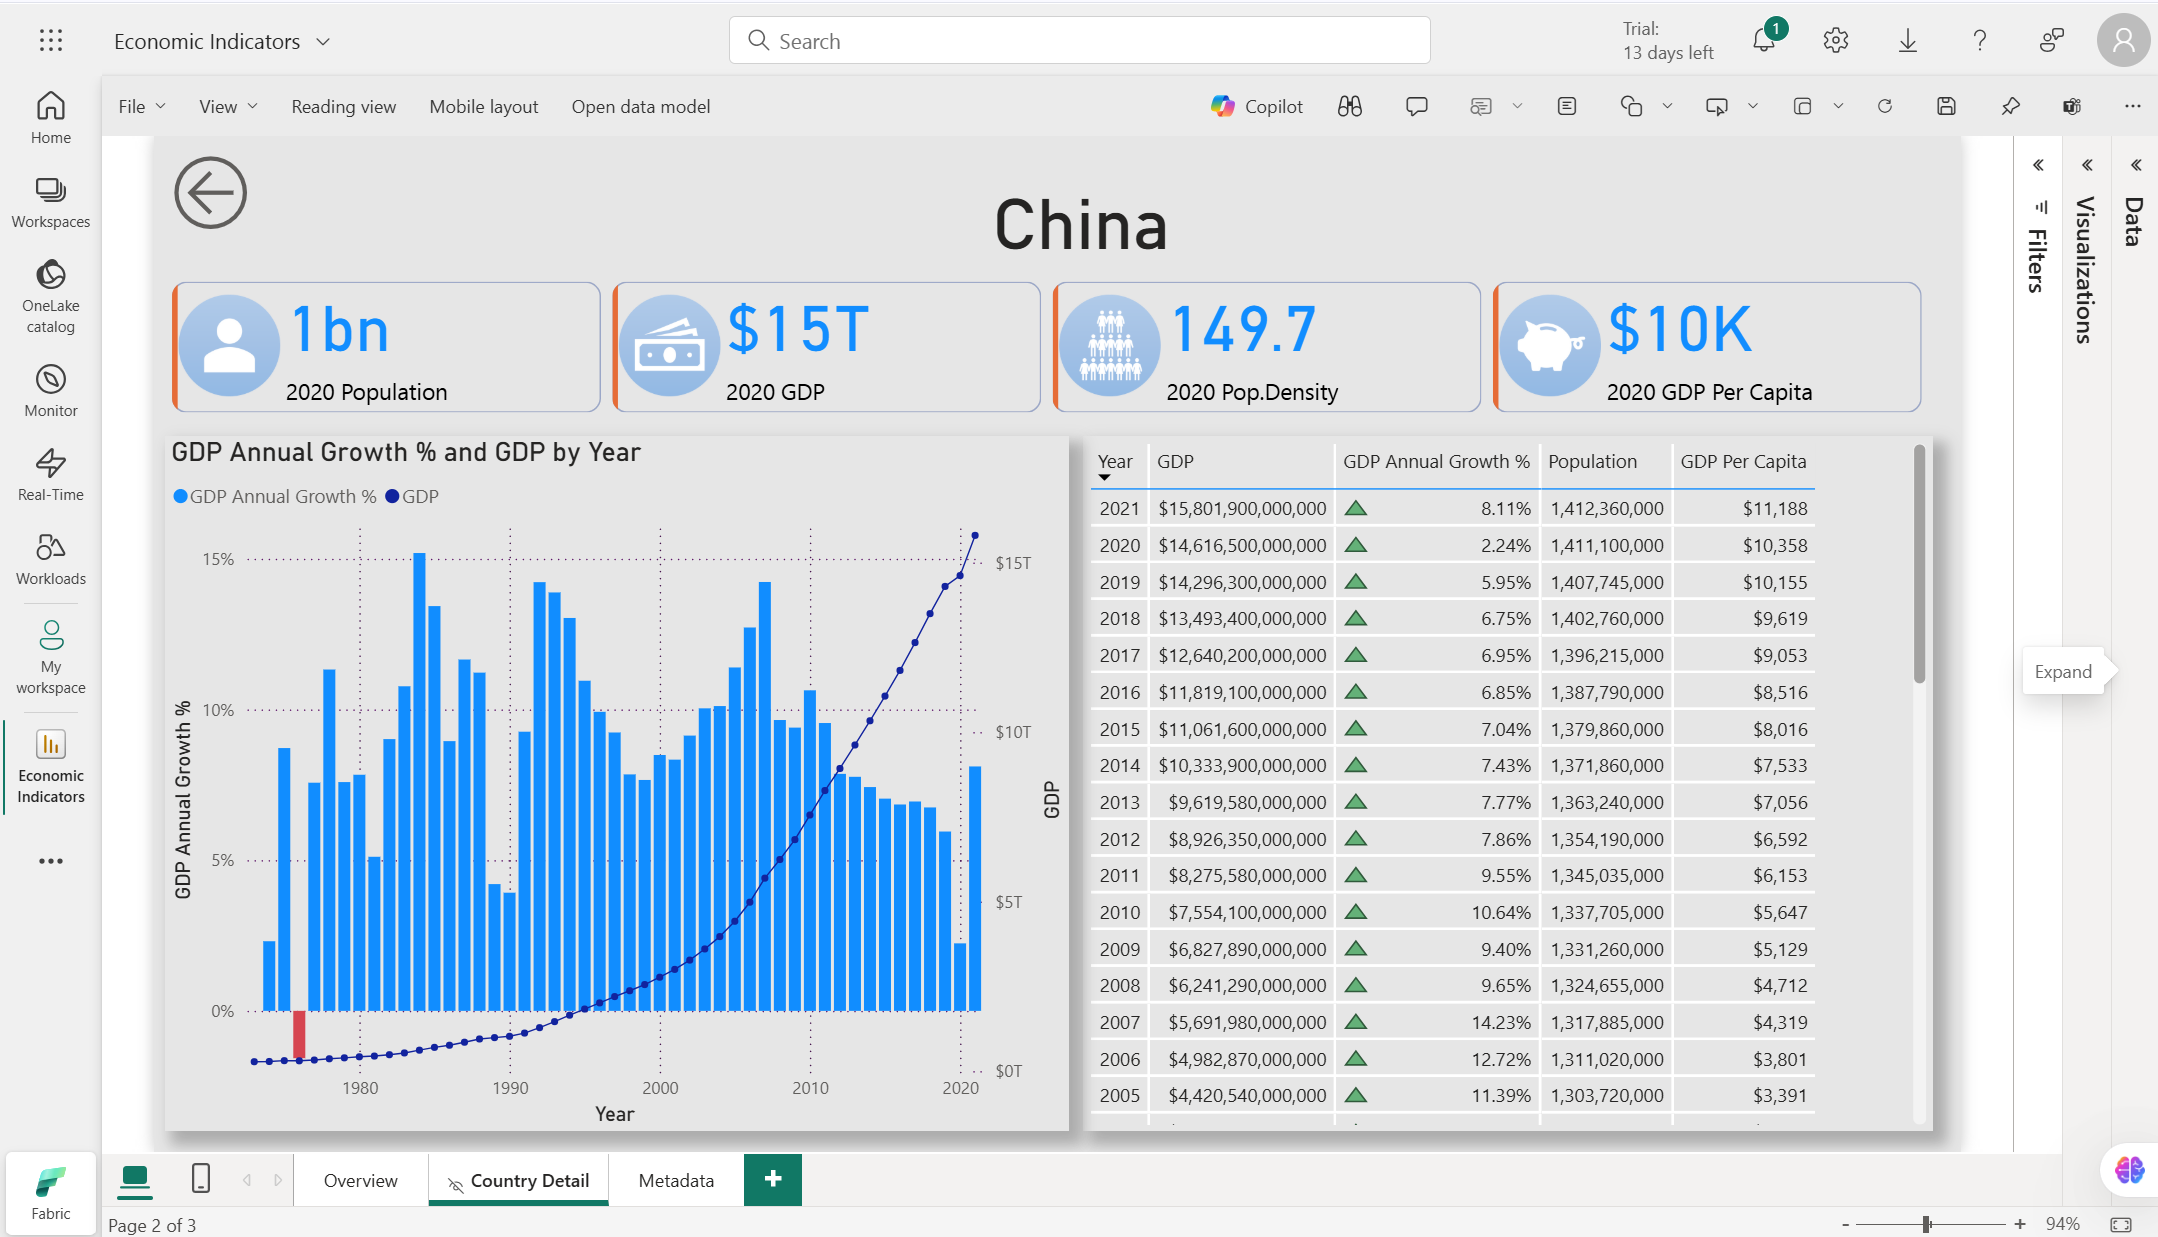 Economic Indicators
Search
Trial:
13 days left
1
File
View
Reading view
Mobile layout
Open data model
Copilot
Home
Workspaces
OneLake
catalog
Monitor
Real-Time
Workloads
My
workspace
Economic
Indicators
Fabric
China
1bn
2020 Population
$15T
2020 GDP
149.7
2020 Pop.Density
$10K
2020 GDP Per Capita
GDP Annual Growth % and GDP by Year
GDP Annual Growth % GDP
GDP Annual Growth %
15%
10%
5%
0%
$15T
$10T
$5T
$0T
GDP
1980 1990 2000 2010 2020
Year
Year GDP GDP Annual Growth % Population GDP Per Capita
2021 $15,801,900,000,000 8.11% 1,412,360,000 $11,188
2020 $14,616,500,000,000 2.24% 1,411,100,000 $10,358
2019 $14,296,300,000,000 5.95% 1,407,745,000 $10,155
2018 $13,493,400,000,000 6.75% 1,402,760,000 $9,619
2017 $12,640,200,000,000 6.95% 1,396,215,000 $9,053
2016 $11,819,100,000,000 6.85% 1,387,790,000 $8,516
2015 $11,061,600,000,000 7.04% 1,379,860,000 $8,016
2014 $10,333,900,000,000 7.43% 1,371,860,000 $7,533
2013 $9,619,580,000,000 7.77% 1,363,240,000 $7,056
2012 $8,926,350,000,000 7.86% 1,354,190,000 $6,592
2011 $8,275,580,000,000 9.55% 1,345,035,000 $6,153
2010 $7,554,100,000,000 10.64% 1,337,705,000 $5,647
2009 $6,827,890,000,000 9.40% 1,331,260,000 $5,129
2008 $6,241,290,000,000 9.65% 1,324,655,000 $4,712
2007 $5,691,980,000,000 14.23% 1,317,885,000 $4,319
2006 $4,982,870,000,000 12.72% 1,311,020,000 $3,801
2005 $4,420,540,000,000 11.39% 1,303,720,000 $3,391
Filters
Visualizations
Data
Expand
Overview
Country Detail
Metadata
Page 2 of 3
- + 94%